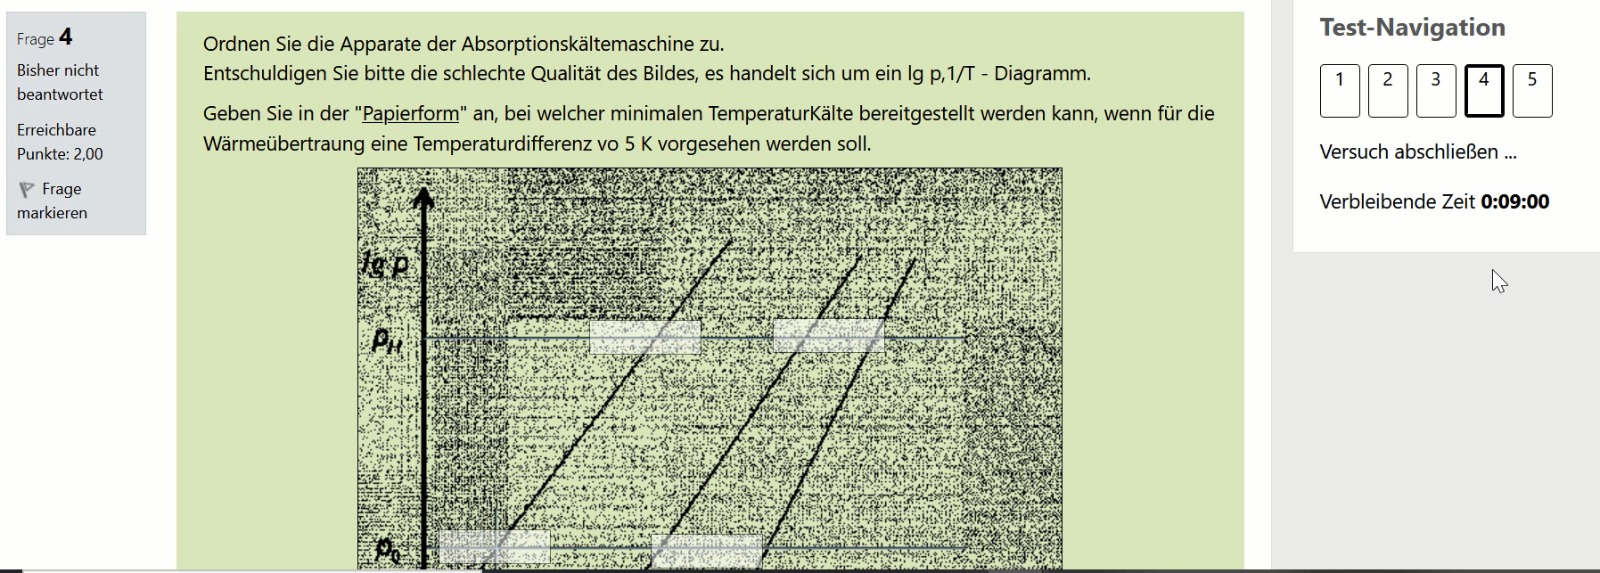 Frage 4
Bisher nicht
beantwortet
Erreichbare
Punkte: 2,00
Frage
markieren
Ordnen Sie die Apparate der Absorptionskältemaschine zu.
Entschuldigen Sie bitte die schlechte Qualität des Bildes, es handelt sich um ein lg p,1/T - Diagramm.
Geben Sie in der "Papierform" an, bei welcher minimalen TemperaturKälte bereitgestellt werden kann, wenn für die
Wärmeübertraung eine Temperaturdifferenz vo 5 K vorgesehen werden soll.
lg p
pH
p0
Test-Navigation
1 2 3 4 5
Versuch abschließen ...
Verbleibende Zeit 0:09:00